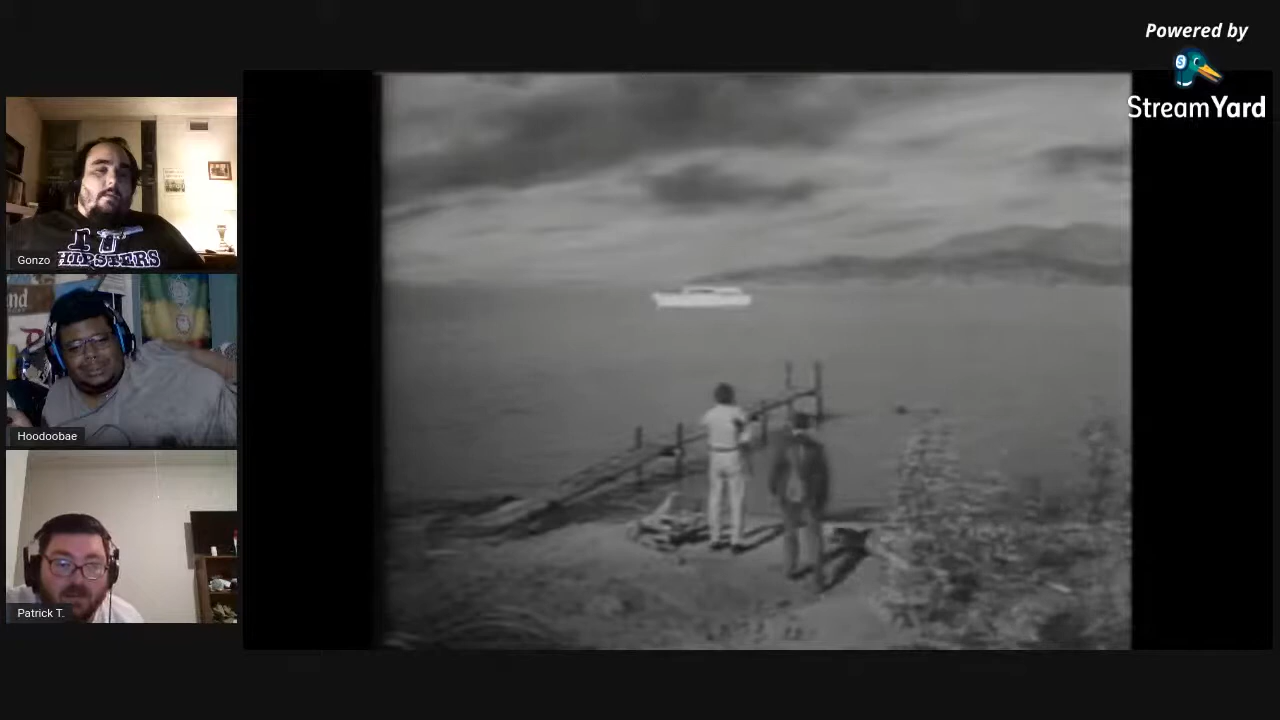 Powered by
StreamYard
Gonzo
HIPSTERS
Hoodoobae
Patrick T.